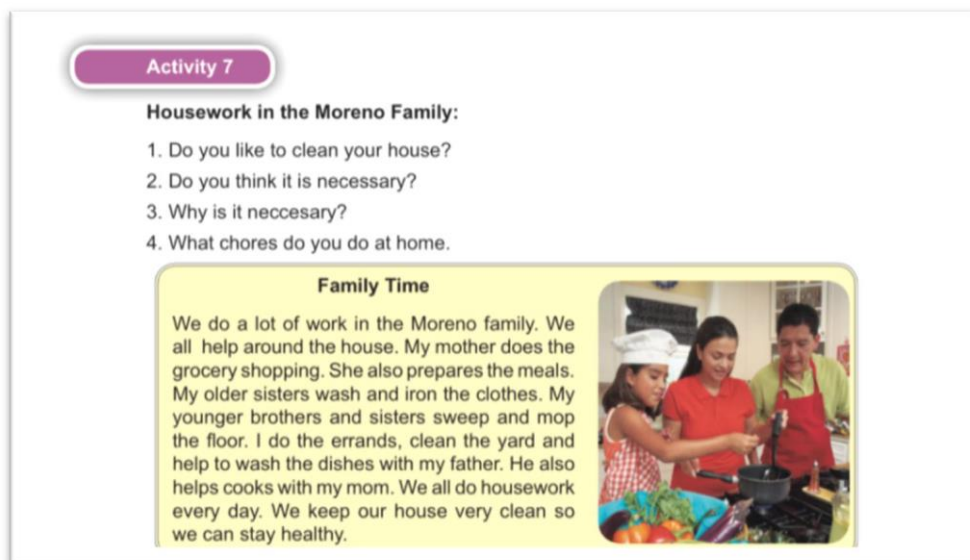 Activity 7
Housework in the Moreno Family:
1. Do you like to clean your house?
2. Do you think it is necessary?
3. Why is it neccesary?
4. What chores do you do at home.
Family Time
We do a lot of work in the Moreno family. We
all help around the house. My mother does the
grocery shopping. She also prepares the meals.
My older sisters wash and iron the clothes. My
younger brothers and sisters sweep and mop
the floor. I do the errands, clean the yard and
help to wash the dishes with my father. He also
helps cooks with my mom. We all do housework
every day. We keep our house very clean so
we can stay healthy.